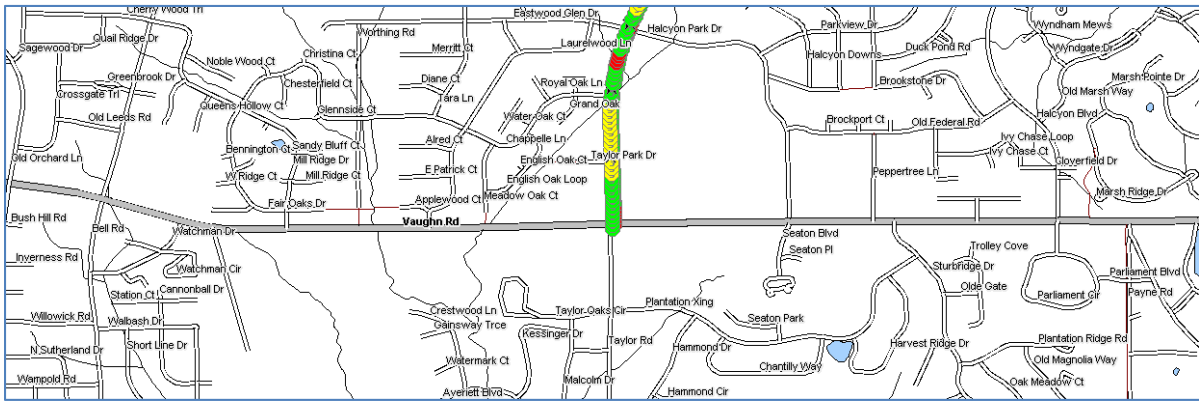 Cherry Wood Trl
Eastwood Glen Dr
Sagewood Dr
Quail Ridge Dr
Worthing Rd
Halcyon Park Dr
Parkview Dr
Wyndham Mews
Christina Ct
Merritt Ct
Laurelwood Ln
Duck Pond Rd
Wyndgate Dr
Noble Wood Ct
Halcyon Downs
Greenbrook Dr
Chesterfield Ct
Diane Ct
Royal Oak Ln
Brookstone Dr
Marsh Pointe Dr
Crossgate Trl
Tara Ln
Old Marsh Way
Queens Hollow Ct
Glennside Ct
Grand Oak
Old Leeds Rd
Water Oak Ct
Brockport Ct
Old Federal Rd
Halcyon Blvd
Alred Ct
Chappelle Ln
Ivy Chase Loop
Bennington Ct
Sandy Bluff Ct
Taylor Park Dr
Ivy Chase Ct
Old Orchard Ln
Mill Ridge Dr
English Oak Ct
Cloverfield Dr
W Ridge Ct
Mill Ridge Ct
E Patrick Ct
English Oak Loop
Peppertree Ln
Meadow Oak Ct
Marsh Ridge Dr
Fair Oaks Dr
Applewood Ct
Bush Hill Rd
Vaughn Rd
Bell Rd
Watchman Dr
Seaton Blvd
Seaton Pl
Trolley Cove
Inverness Rd
Watchman Cir
Sturbridge Dr
Parliament Blvd
Cannonball Dr
Station Ct
Olde Gate
Parliament Cir
Payne Rd
Plantation Xing
Crestwood Ln
Taylor Oaks Cir
Willowick Rd
Walbash Dr
Gainsway Trce
Kessinger Dr
Seaton Park
Short Line Dr
Taylor Rd
Hammond Dr
Harvest Ridge Dr
Plantation Ridge Rd
N Sutherland Dr
Watermark Ct
Chantilly Way
Old Magnolia Way
Wampold Rd
Malcolm Dr
Oak Meadow Ct
Averiett Blvd
Hammond Cir